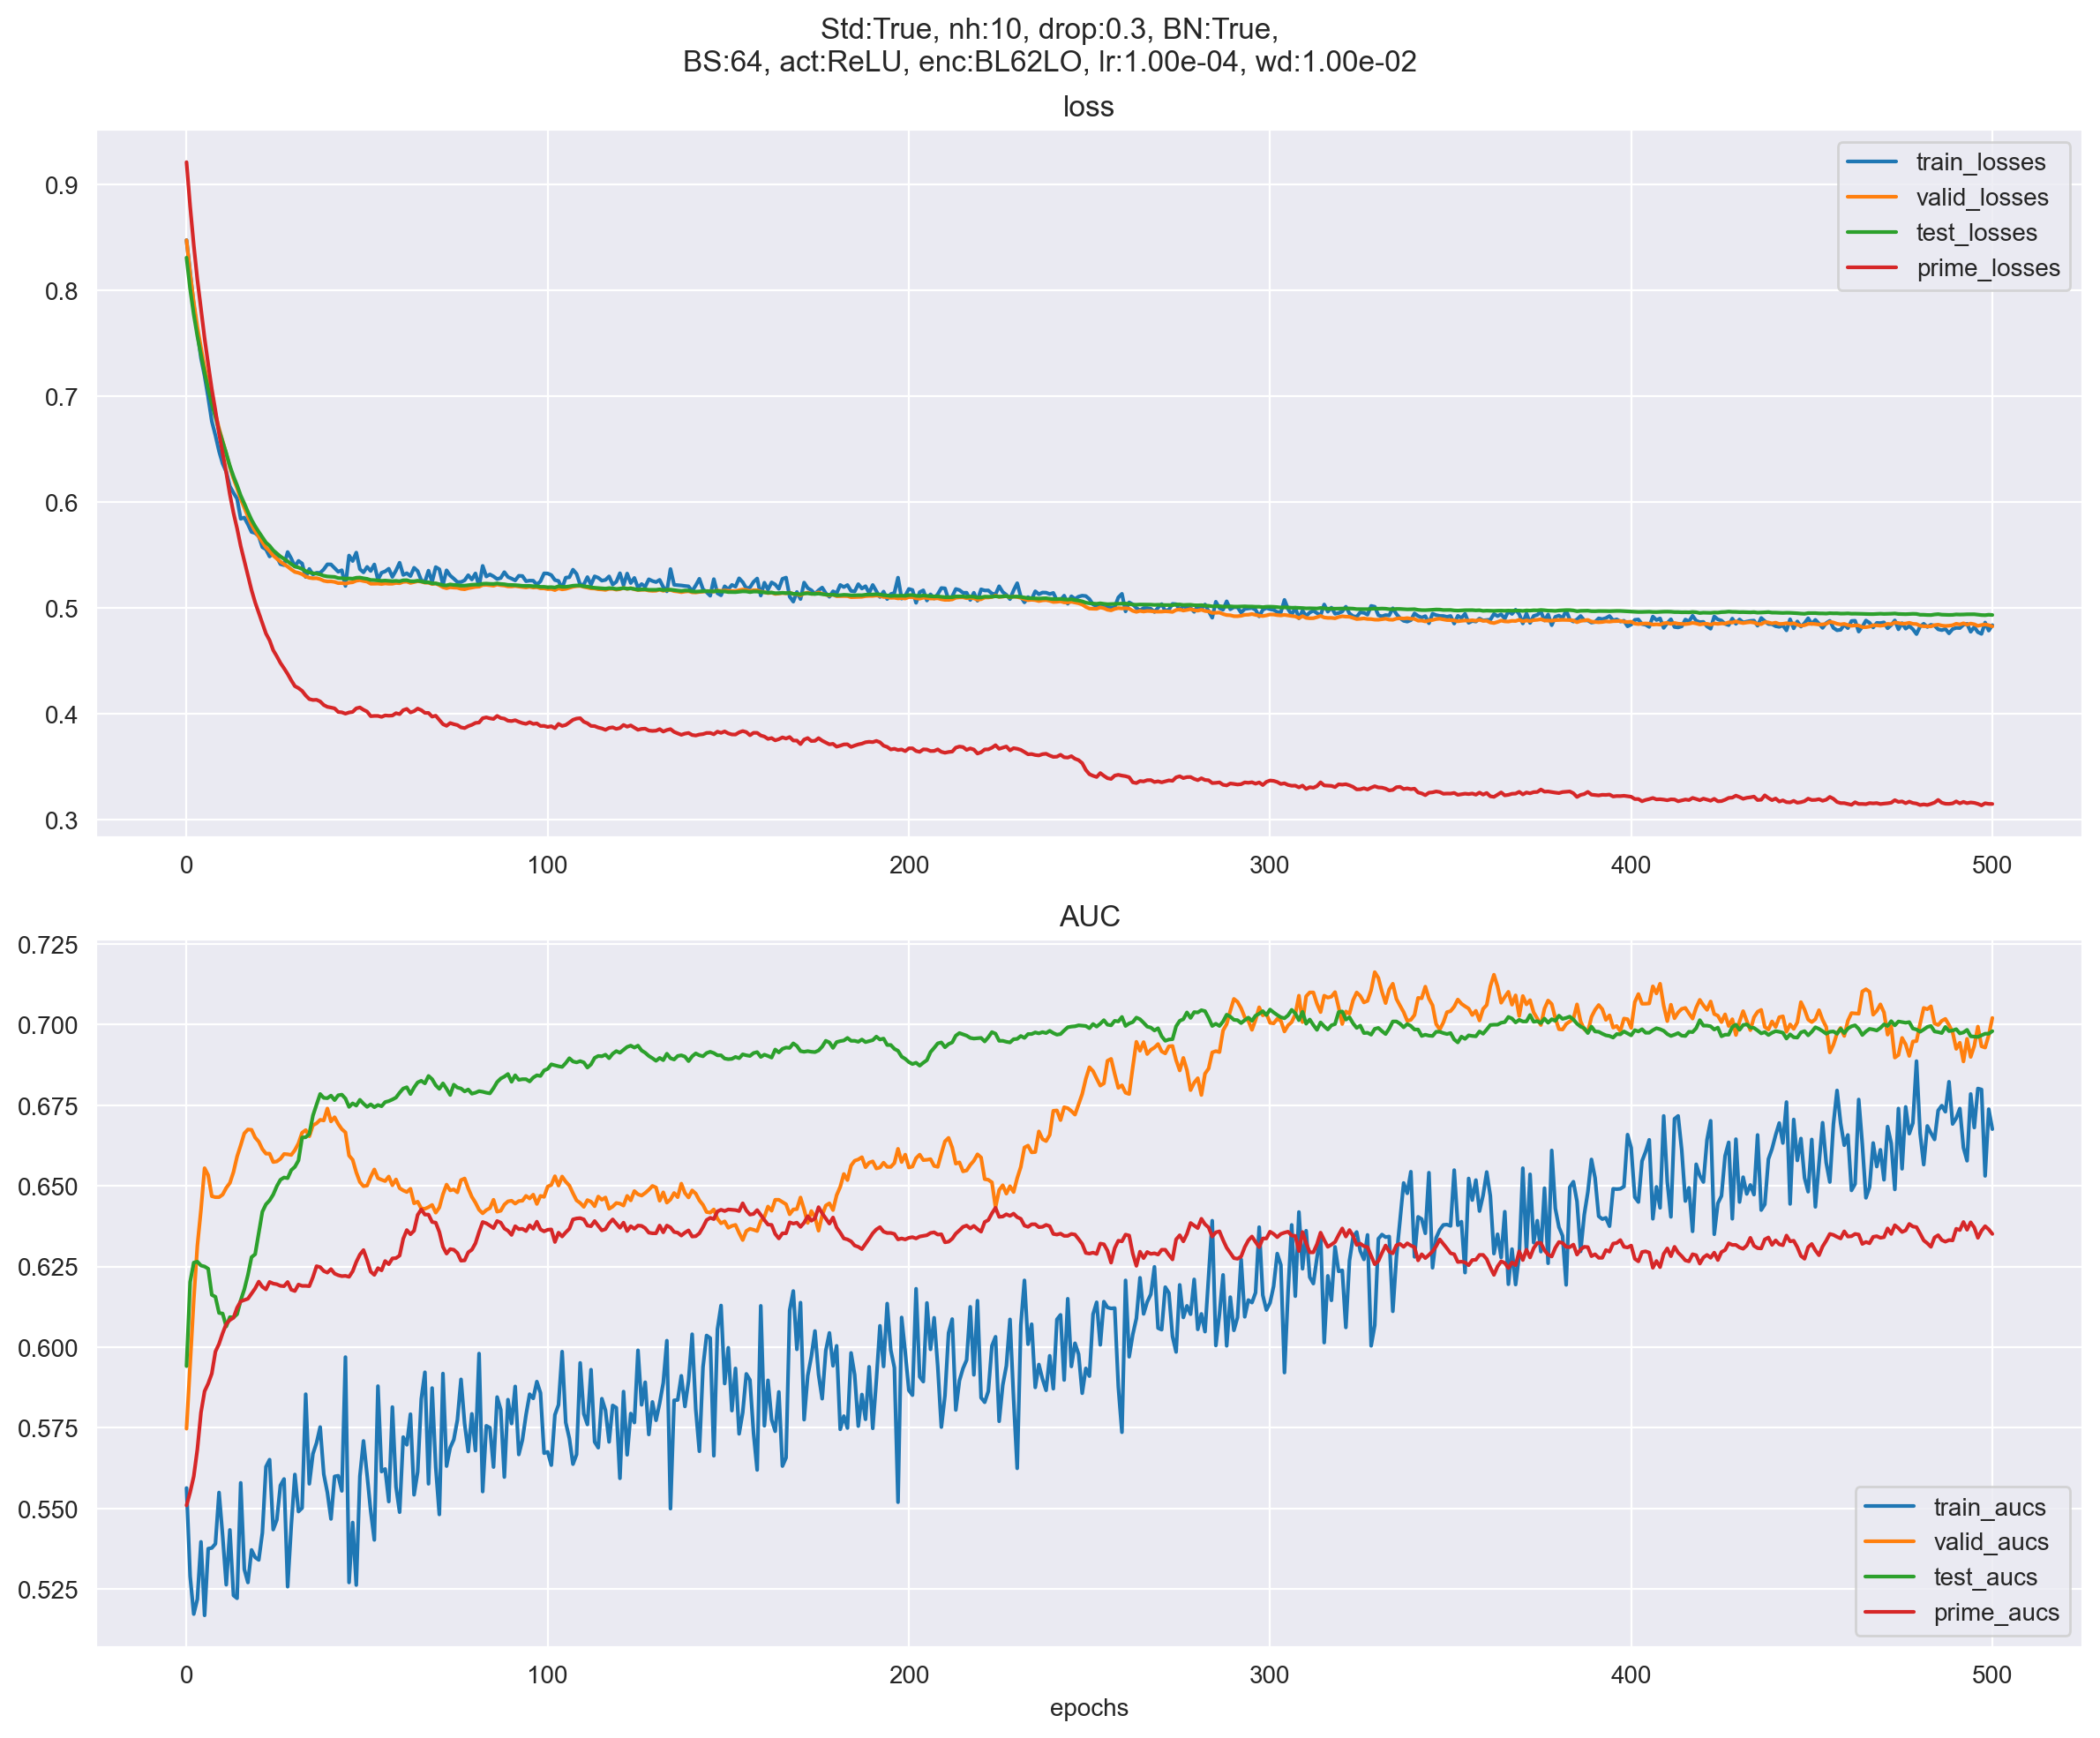 Std:True, nh:10, drop:0.3, BN:True,
BS:64, act:ReLU, enc:BL62LO, lr:1.00e-04, wd:1.00e-02
loss
0.9
0.8
0.7
0.6
0.5
0.4
0.3
train_losses
valid_losses
test_losses
prime_losses
0 100 200 300 400 500
AUC
0.725
0.700
0.675
0.650
0.625
0.600
0.575
0.550
0.525
train_aucs
valid_aucs
test_aucs
prime_aucs
0 100 200 300 400 500
epochs